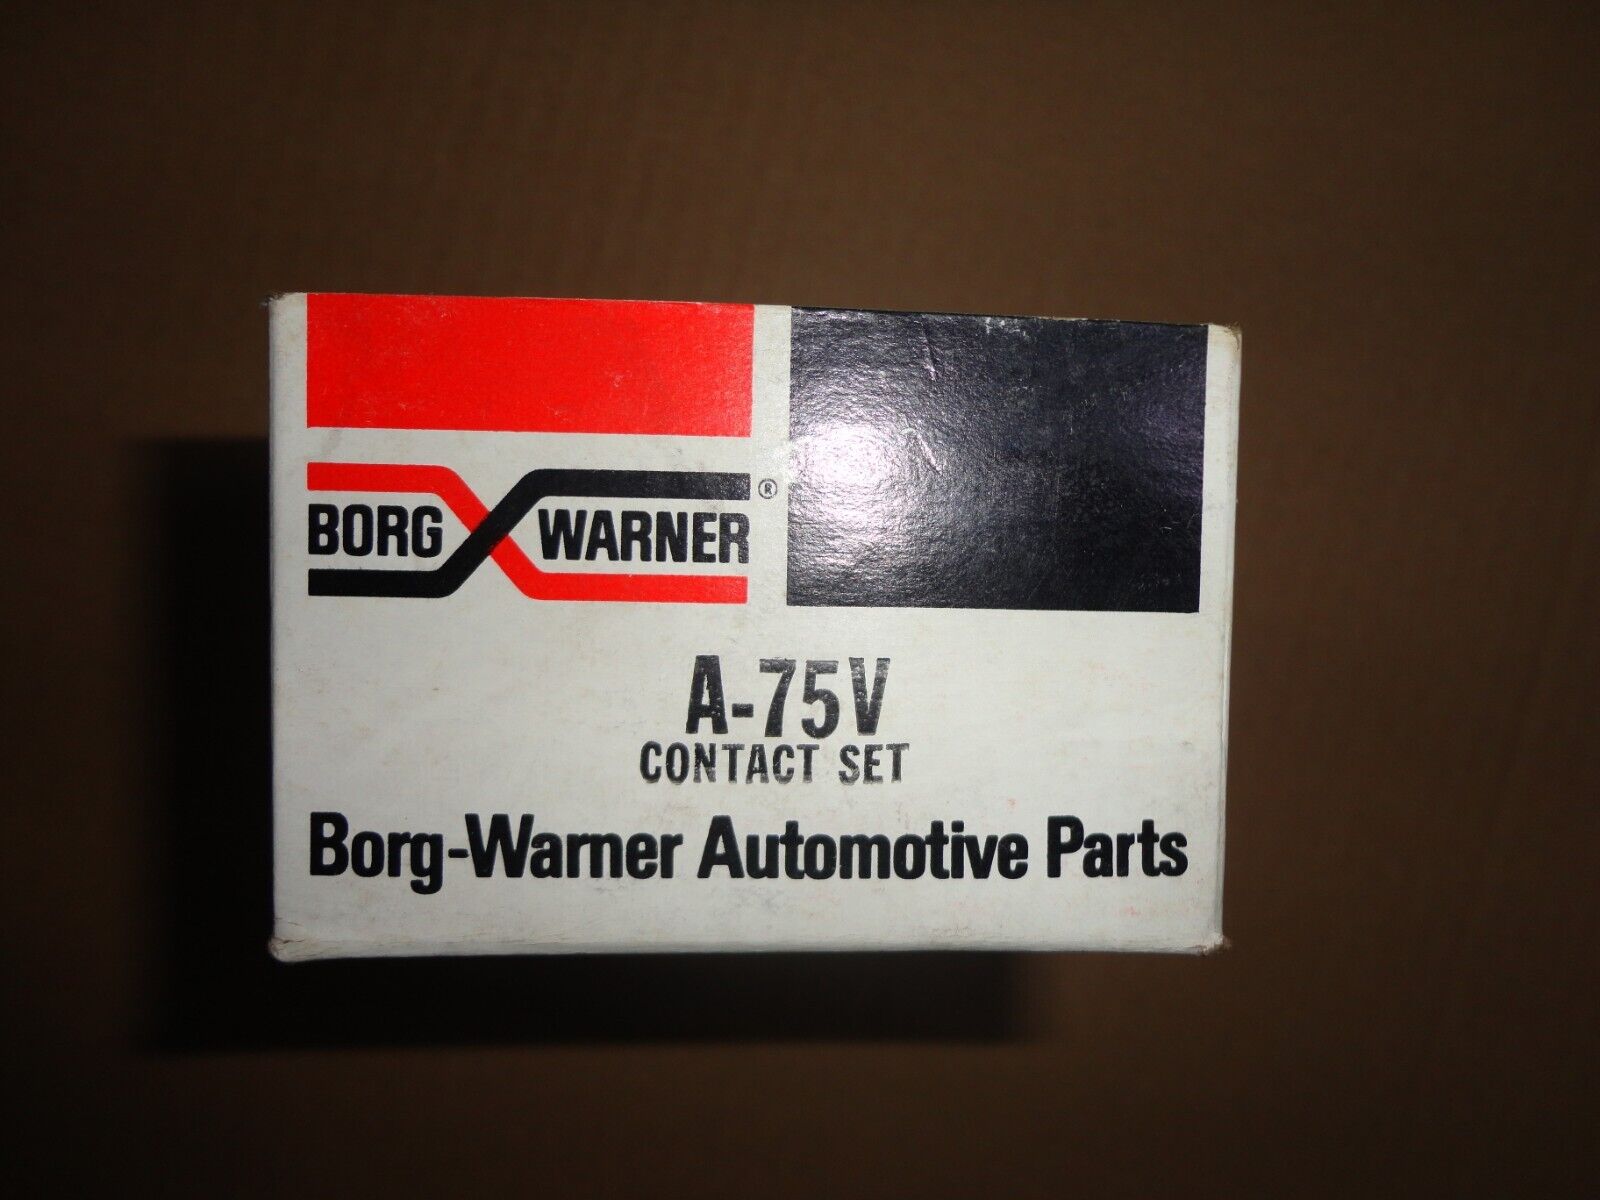 BORG WARNER ®
A-75V
CONTACT SET
Borg-Warner Automotive Parts